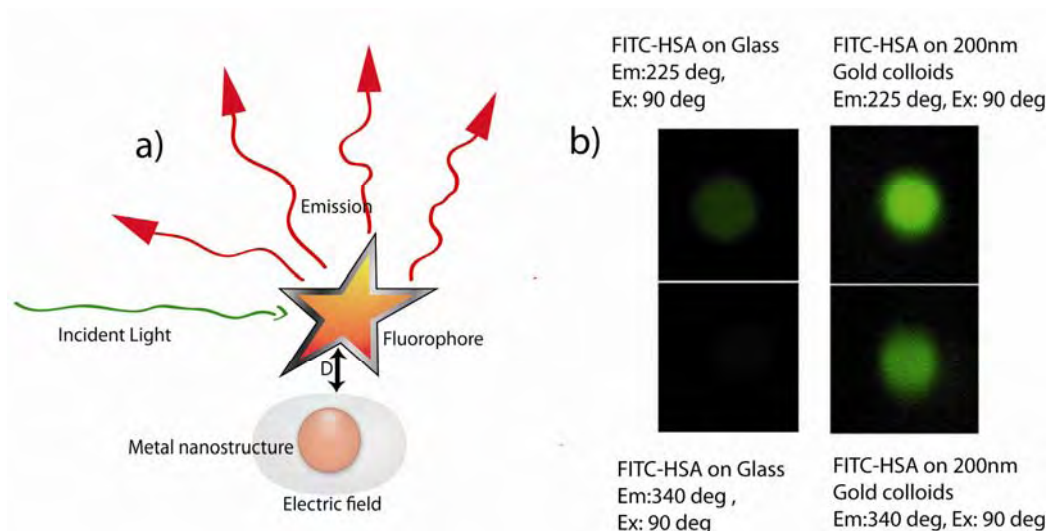 a)
Emission
Incident Light
Fluorophore
D
Metal nanostructure
Electric field
b)
FITC-HSA on Glass
Em:225 deg,
Ex: 90 deg
FITC-HSA on 200nm
Gold colloids
Em:225 deg, Ex: 90 deg
FITC-HSA on Glass
Em:340 deg ,
Ex: 90 deg
FITC-HSA on 200nm
Gold colloids
Em:340 deg, Ex: 90 deg